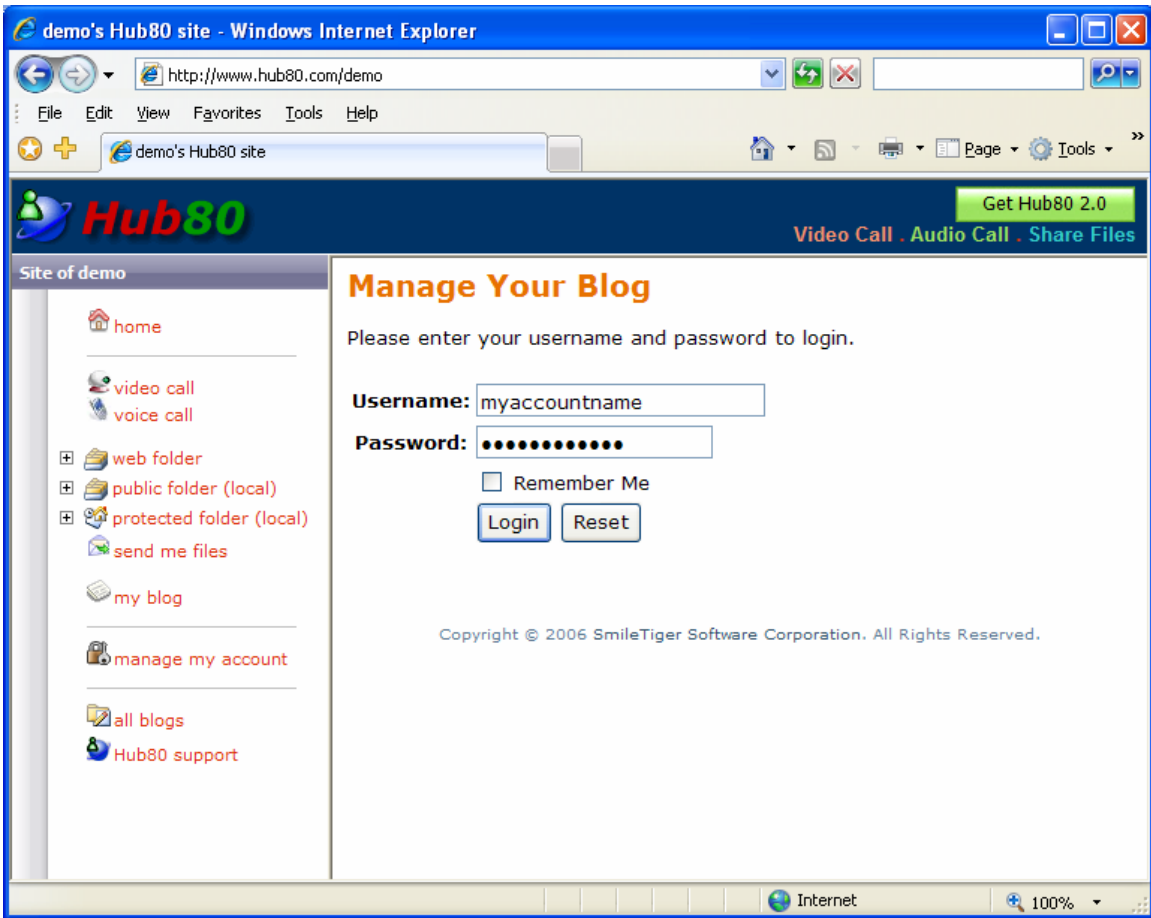 demo's Hub80 site - Windows Internet Explorer
http://www.hub80.com/demo
File Edit View Favorites Tools Help
demo's Hub80 site
Page Tools »
Hub80
Get Hub80 2.0
Video Call . Audio Call . Share Files
Site of demo
home
video call
voice call
web folder
public folder (local)
protected folder (local)
send me files
my blog
manage my account
all blogs
Hub80 support
Manage Your Blog
Please enter your username and password to login.
Username: myaccountname
Password: ●●●●●●●●●●●●
Remember Me
Login Reset
Copyright © 2006 SmileTiger Software Corporation. All Rights Reserved.
Internet 100%